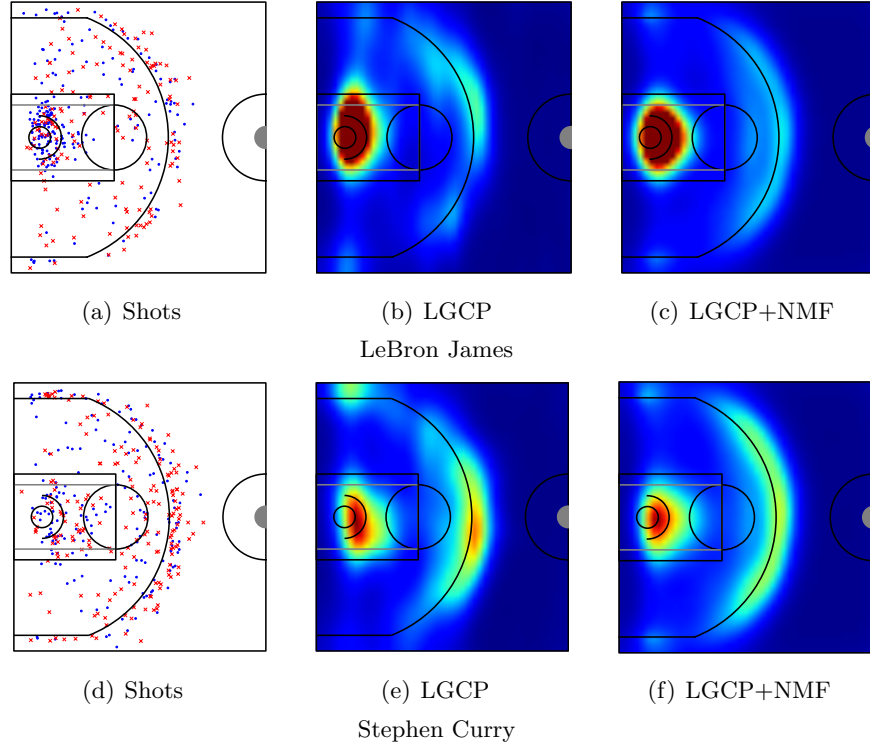 (a) Shots
(b) LGCP
(c) LGCP+NMF
LeBron James
(d) Shots
(e) LGCP
(f) LGCP+NMF
Stephen Curry